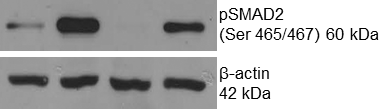 pSMAD2
(Ser 465/467) 60 kDa
β-actin
42 kDa